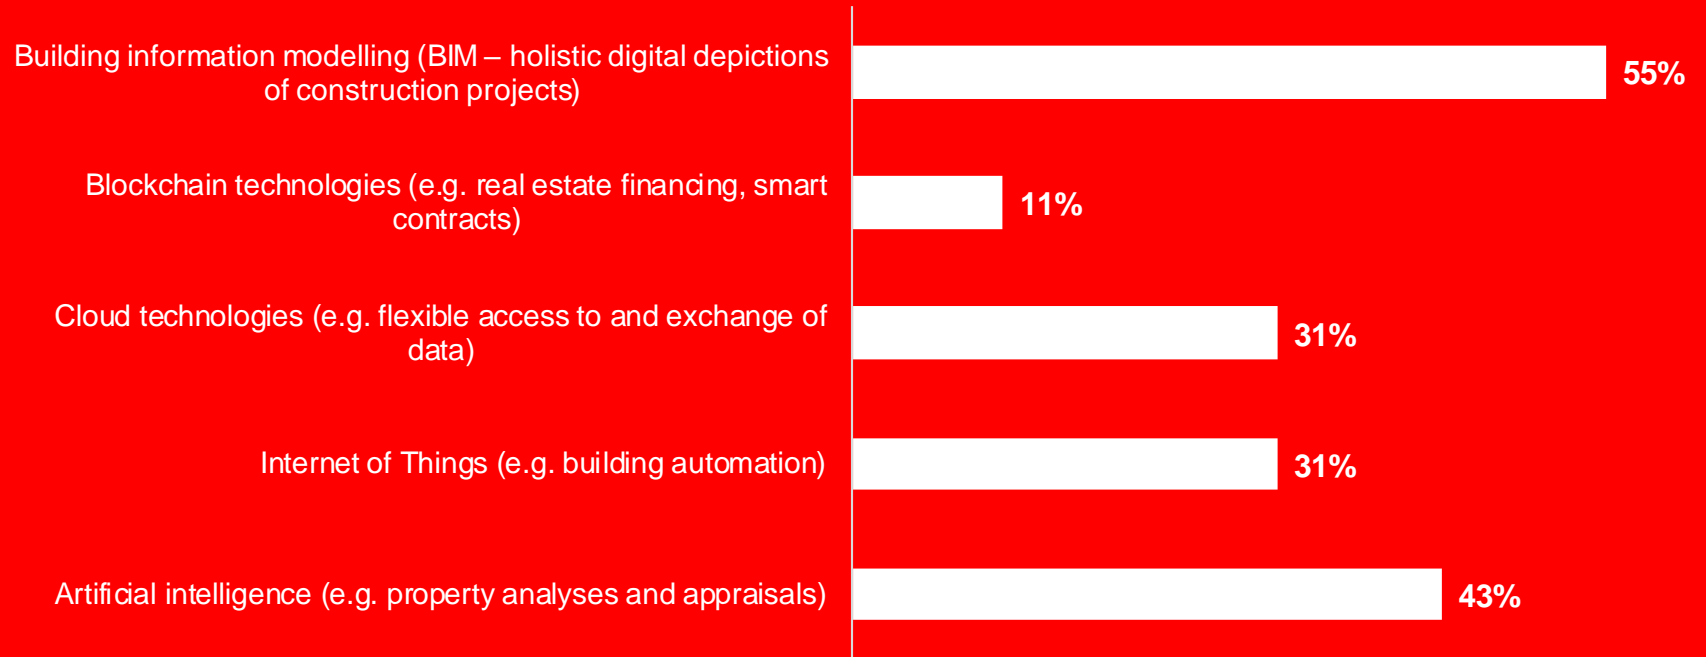 Building information modelling (BIM – holistic digital depictions
of construction projects)
55%
Blockchain technologies (e.g. real estate financing, smart
contracts)
11%
Cloud technologies (e.g. flexible access to and exchange of
data)
31%
Internet of Things (e.g. building automation)
31%
Artificial intelligence (e.g. property analyses and appraisals)
43%